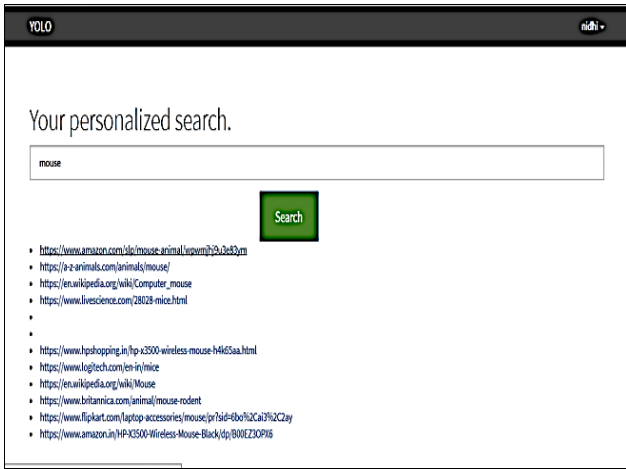 YOLO
nidhi
Your personalized search.
mouse
Search
https://www.amazon.com/slp/mouse-animal/wpwmjhj9u3e83ym
https://a-z-animals.com/animals/mouse/
https://en.wikipedia.org/wiki/Computer_mouse
https://www.livescience.com/28028-mice.html
https://www.hpshopping.in/hp-x3500-wireless-mouse-h4k65aa.html
https://www.logitech.com/en-in/mice
https://en.wikipedia.org/wiki/Mouse
https://www.britannica.com/animal/mouse-rodent
https://www.flipkart.com/laptop-accessories/mouse/pr?sid=6bo%2Cai3%2C2ay
https://www.amazon.in/HP-X3500-Wireless-Mouse-Black/dp/B00EZ3OPX6